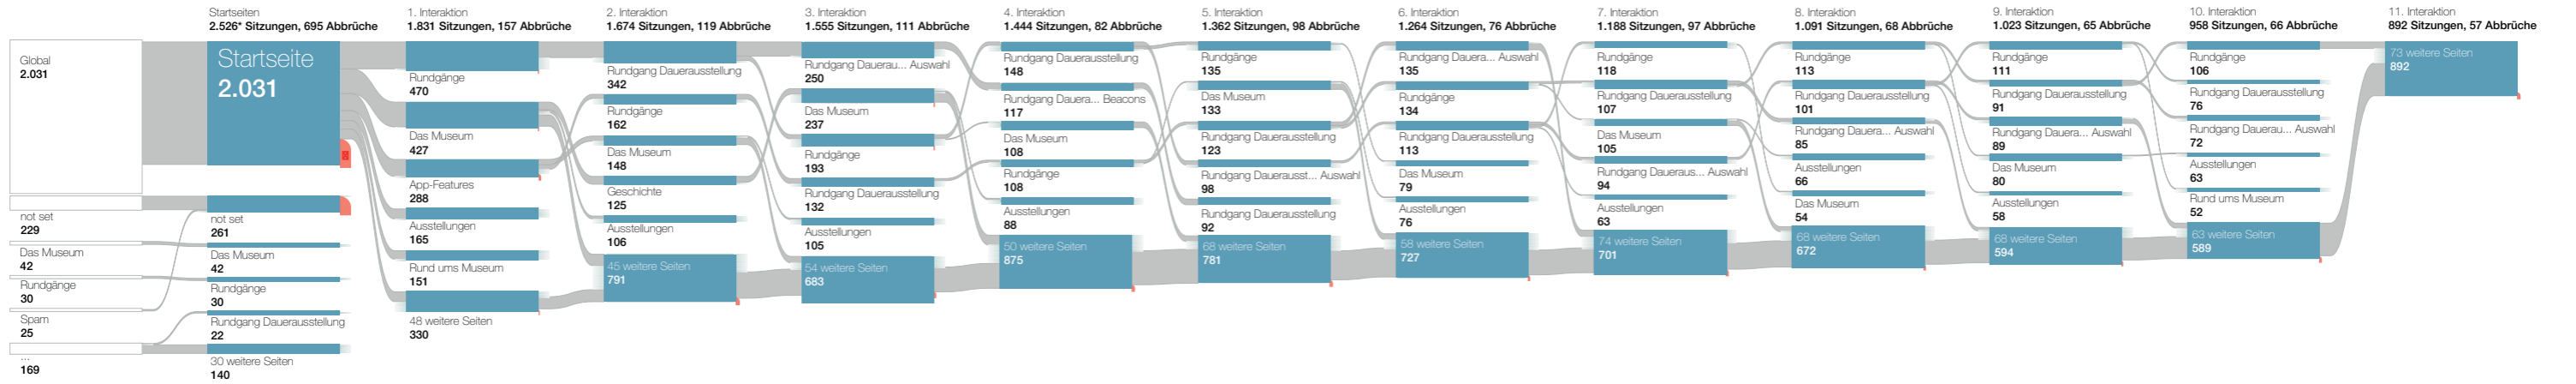 Global
2.031
not set
229
Das Museum
42
Rundgänge
30
Spam
25
...
169
Startseiten
2.526* Sitzungen, 695 Abbrüche
Startseite
2.031
not set
261
Das Museum
42
Rundgänge
30
Rundgang Dauerausstellung
22
30 weitere Seiten
140
1. Interaktion
1.831 Sitzungen, 157 Abbrüche
Rundgänge
470
Das Museum
427
App-Features
288
Ausstellungen
165
Rund ums Museum
151
48 weitere Seiten
330
2. Interaktion
1.674 Sitzungen, 119 Abbrüche
Rundgang Dauerausstellung
342
Rundgänge
162
Das Museum
148
Geschichte
125
Ausstellungen
106
45 weitere Seiten
791
3. Interaktion
1.555 Sitzungen, 111 Abbrüche
Rundgang Dauerau... Auswahl
250
Das Museum
237
Rundgänge
193
Rundgang Dauerausstellung
132
Ausstellungen
105
54 weitere Seiten
683
4. Interaktion
1.444 Sitzungen, 82 Abbrüche
Rundgang Dauerausstellung
148
Rundgang Dauera... Beacons
117
Das Museum
108
Rundgänge
108
Ausstellungen
88
50 weitere Seiten
875
5. Interaktion
1.362 Sitzungen, 98 Abbrüche
Rundgänge
135
Das Museum
133
Rundgang Dauerausstellung
123
Rundgang Dauerausst... Auswahl
98
Rundgang Dauerausstellung
92
68 weitere Seiten
781
6. Interaktion
1.264 Sitzungen, 76 Abbrüche
Rundgang Dauera... Auswahl
135
Rundgänge
134
Rundgang Dauerausstellung
113
Das Museum
79
Ausstellungen
76
58 weitere Seiten
727
7. Interaktion
1.188 Sitzungen, 97 Abbrüche
Rundgänge
118
Rundgang Dauerausstellung
107
Das Museum
105
Rundgang Daueraus... Auswahl
94
Ausstellungen
63
74 weitere Seiten
701
8. Interaktion
1.091 Sitzungen, 68 Abbrüche
Rundgänge
113
Rundgang Dauerausstellung
101
Rundgang Dauera... Auswahl
85
Ausstellungen
66
Das Museum
54
68 weitere Seiten
672
9. Interaktion
1.023 Sitzungen, 65 Abbrüche
Rundgänge
111
Rundgang Dauerausstellung
91
Rundgang Dauera... Auswahl
89
Das Museum
80
Ausstellungen
58
68 weitere Seiten
594
10. Interaktion
958 Sitzungen, 66 Abbrüche
Rundgänge
106
Rundgang Dauerausstellung
76
Rundgang Dauerau... Auswahl
72
Ausstellungen
63
Rund ums Museum
52
63 weitere Seiten
589
11. Interaktion
892 Sitzungen, 57 Abbrüche
73 weitere Seiten
892